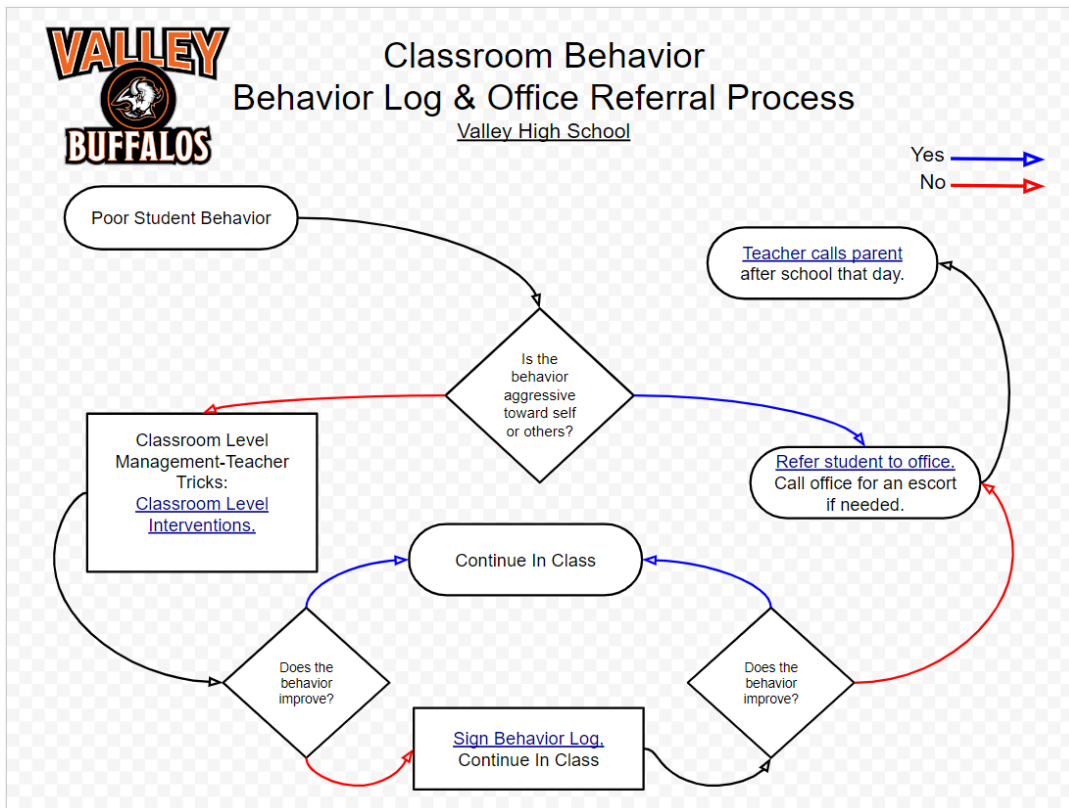 VALLEY
BUFFALOS
Classroom Behavior
Behavior Log & Office Referral Process
Valley High School
Yes
No
Poor Student Behavior
Teacher calls parent
after school that day.
Is the
behavior
aggressive
toward self
or others?
Classroom Level
Management-Teacher
Tricks:
Classroom Level
Interventions.
Refer student to office.
Call office for an escort
if needed.
Continue In Class
Does the
behavior
improve?
Does the
behavior
improve?
Sign Behavior Log,
Continue In Class